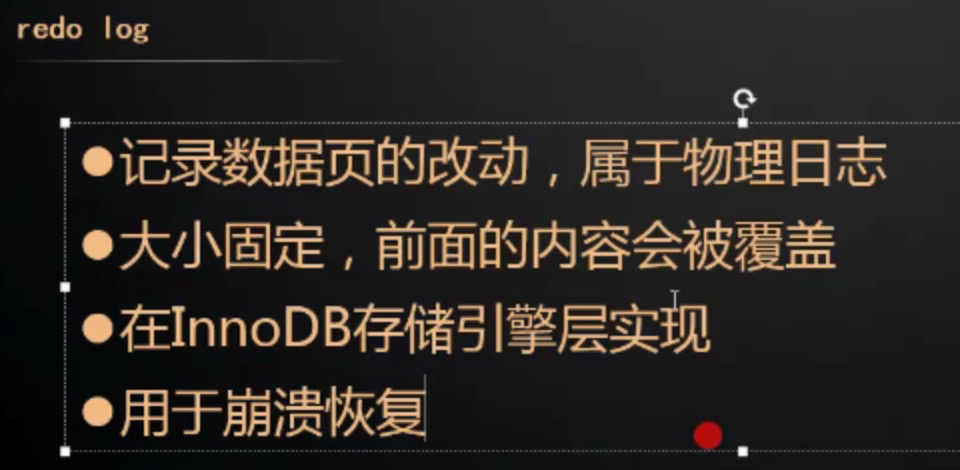 redo log
●记录数据页的改动，属于物理日志
●大小固定，前面的内容会被覆盖
●在InnoDB存储引擎层实现
●用于崩溃恢复